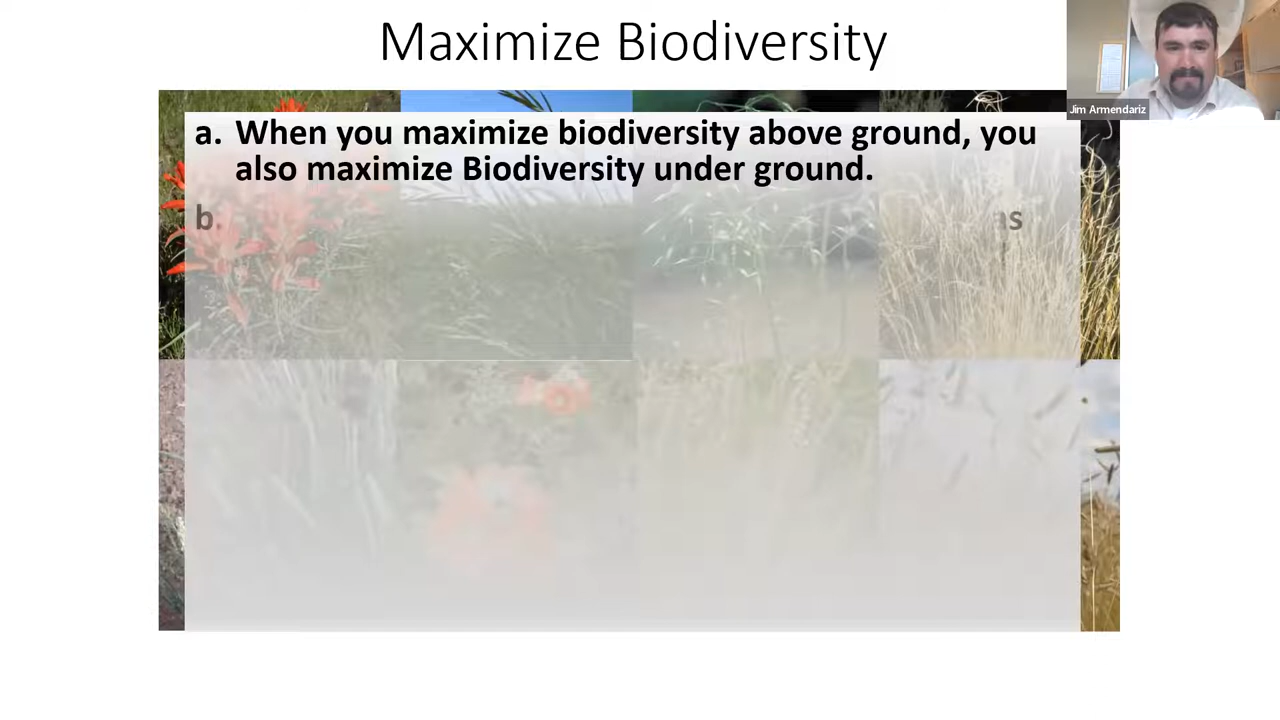 Maximize Biodiversity
Jim Armendariz
a. When you maximize biodiversity above ground, you
also maximize Biodiversity under ground.
b.